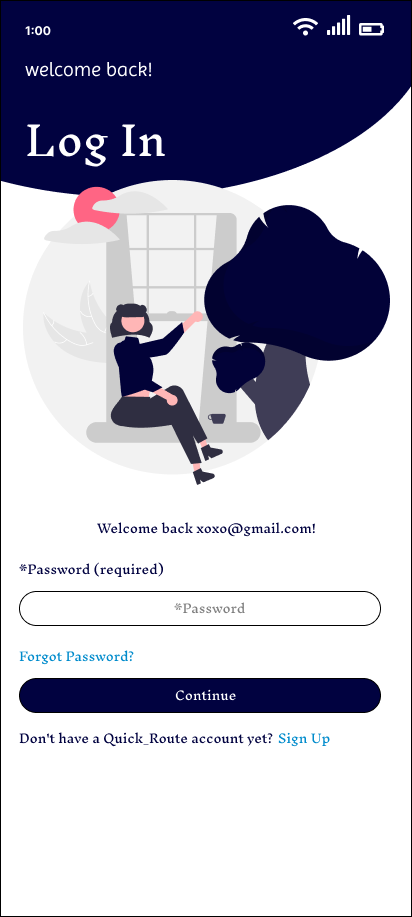 1:00
welcome back!
Log In
Welcome back xoxo@gmail.com!
*Password (required)
*Password
Forgot Password?
Continue
Don't have a Quick_Route account yet? Sign Up